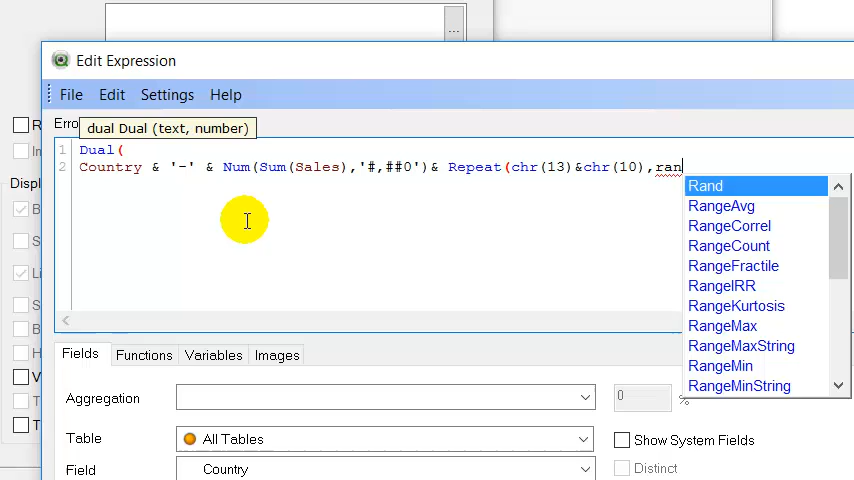 ...
Edit Expression
File Edit Settings Help
dual Dual (text, number)
1 Dual(
2 Country & '-' & Num(Sum(Sales),'#,##0')& Repeat(chr(13)&chr(10),ran
Rand
RangeAvg
RangeCorrel
RangeCount
RangeFractile
RangeIRR
RangeKurtosis
RangeMax
RangeMaxString
RangeMin
RangeMinString
Fields Functions Variables Images
Aggregation 0 %
Table All Tables Show System Fields
Field Country Distinct